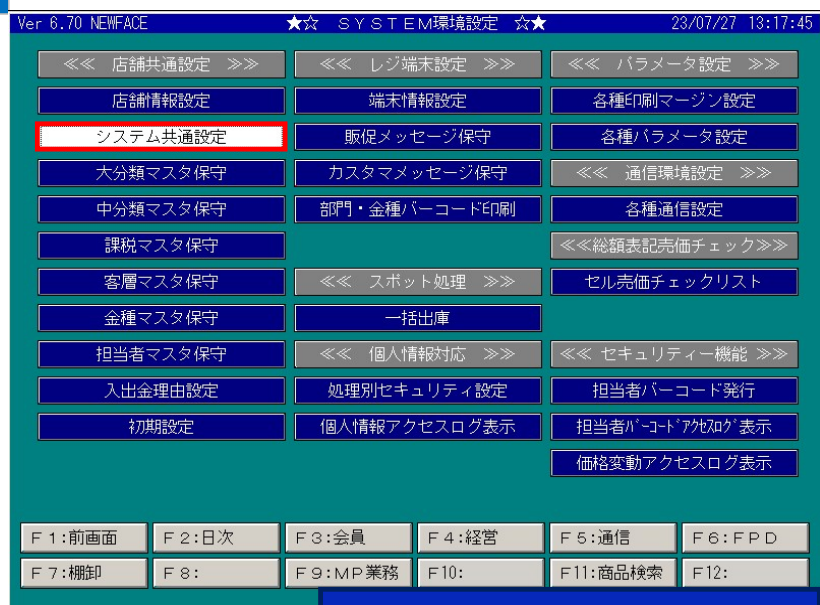 Ver 6.70 NEWFACE ★☆ SYSTEM環境設定 ☆★ 23/07/27 13:17:45
≪≪ 店舗共通設定 ≫≫ ≪≪ レジ端末設定 ≫≫ ≪≪ パラメータ設定 ≫≫
店舗情報設定 端末情報設定 各種印刷マージン設定
システム共通設定 販促メッセージ保守 各種パラメータ設定
大分類マスタ保守 カスタマメッセージ保守 ≪≪ 通信環境設定 ≫≫
中分類マスタ保守 部門・金種バーコード印刷 各種通信設定
課税マスタ保守 ≪≪総額表記売価チェック≫≫
客層マスタ保守 ≪≪ スポット処理 ≫≫ セル売価チェックリスト
金種マスタ保守 一括出庫
担当者マスタ保守 ≪≪ 個人情報対応 ≫≫ ≪≪ セキュリティー機能 ≫≫
入出金理由設定 処理別セキュリティ設定 担当者バーコード発行
初期設定 個人情報アクセスログ表示 担当者ﾊﾞｰｺｰﾄﾞｱｸｾｽﾛｸﾞ表示
価格変動アクセスログ表示
F1:前画面 F2:日次 F3:会員 F4:経営 F5:通信 F6:FPD
F7:棚卸 F8: F9:MP業務 F10: F11:商品検索 F12: